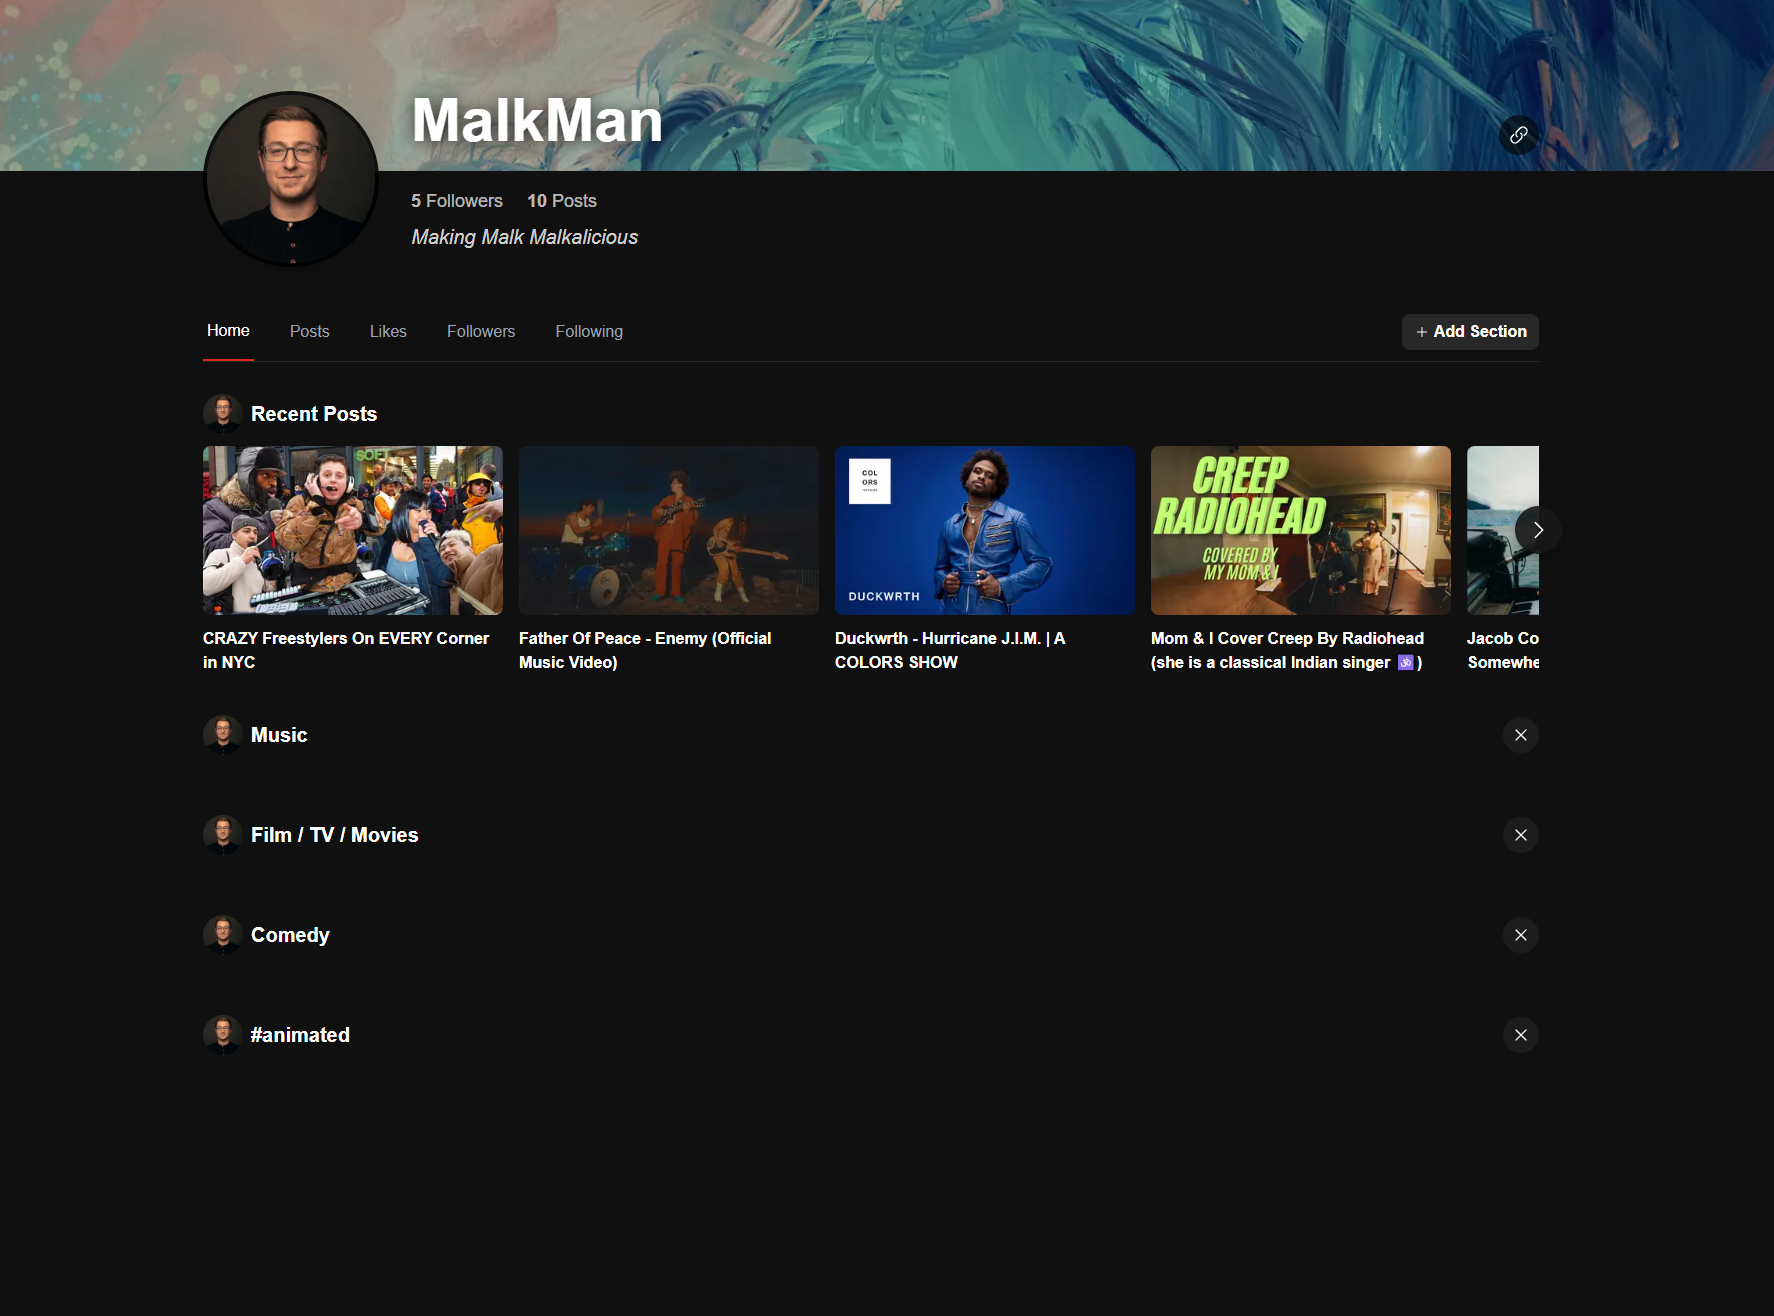 MalkMan
5 Followers 10 Posts
Making Malk Malkalicious
Home Posts Likes Followers Following
+ Add Section
Recent Posts
SOFT
COL
ORS
DUCKWRTH
CREEP
RADIOHEAD
COVERED BY
MY MOM & I
CRAZY Freestylers On EVERY Corner
in NYC
Father Of Peace - Enemy (Official
Music Video)
Duckwrth - Hurricane J.I.M. | A
COLORS SHOW
Mom & I Cover Creep By Radiohead
(she is a classical Indian singer 🕉️)
Jacob Co
Somewhe
Music
Film / TV / Movies
Comedy
#animated